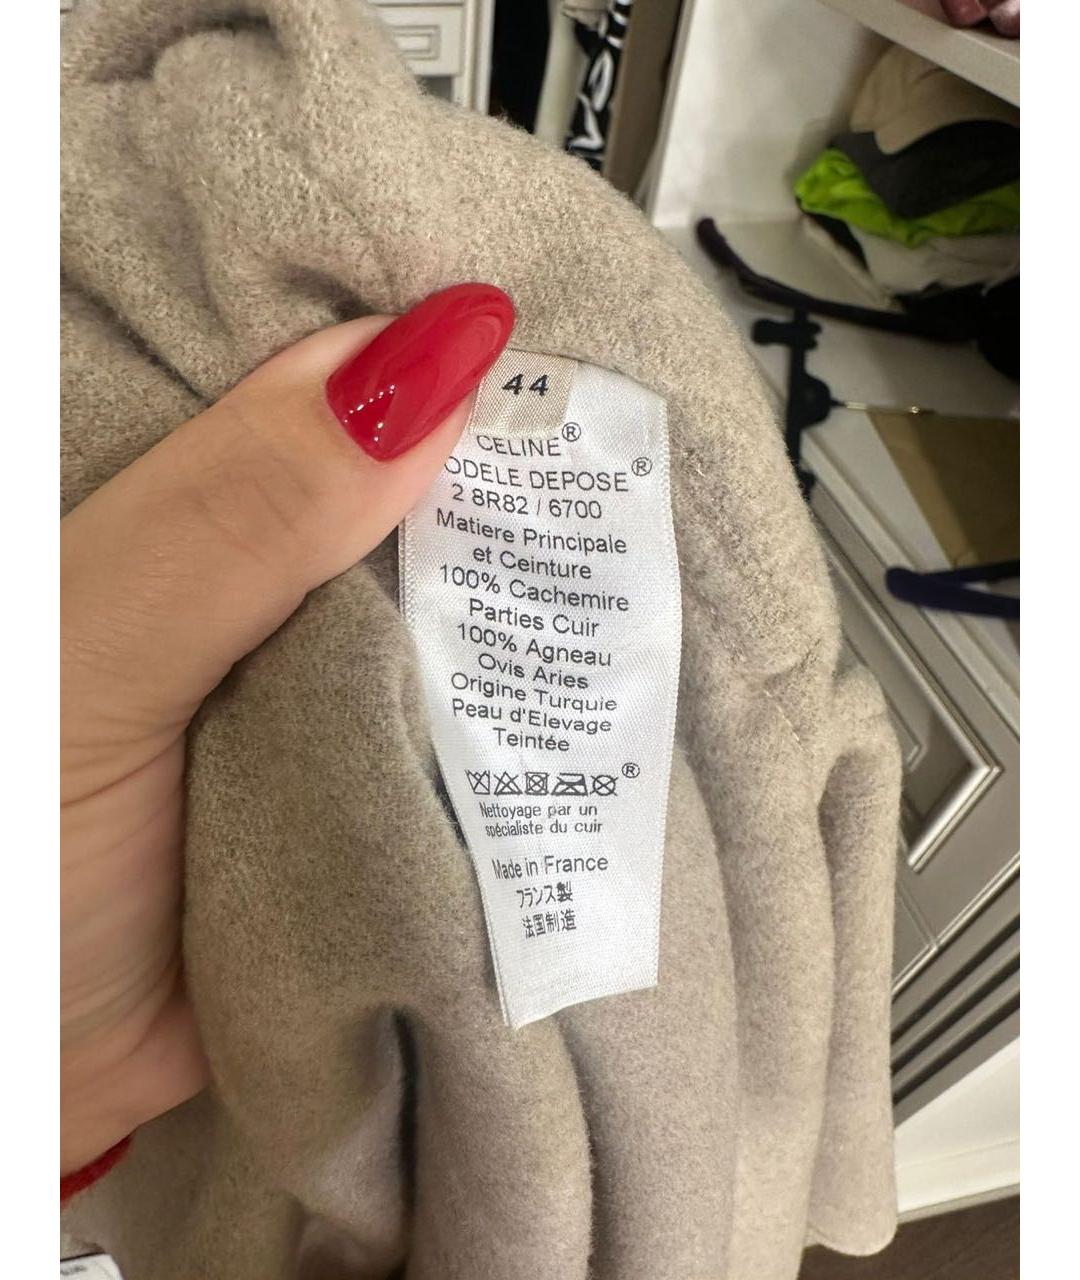 44
CELINE®
ODELE DEPOSE®
2 8R82 / 6700
Matiere Principale
et Ceinture
100% Cachemire
Parties Cuir
100% Agneau
Ovis Aries
Origine Turquie
Peau d'Elevage
Teintée
®
Nettoyage par un
spécialiste du cuir
Made in France
フランス製
法国制造